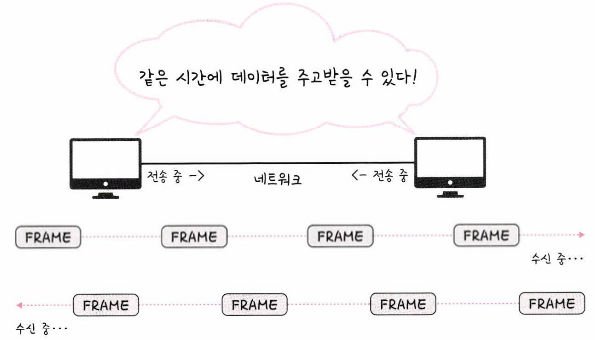 같은 시간에 데이터를 주고받을 수 있다!
전송 중 ->
네트워크
<- 전송 중
FRAME FRAME FRAME FRAME
수신 중···
FRAME FRAME FRAME FRAME
수신 중···